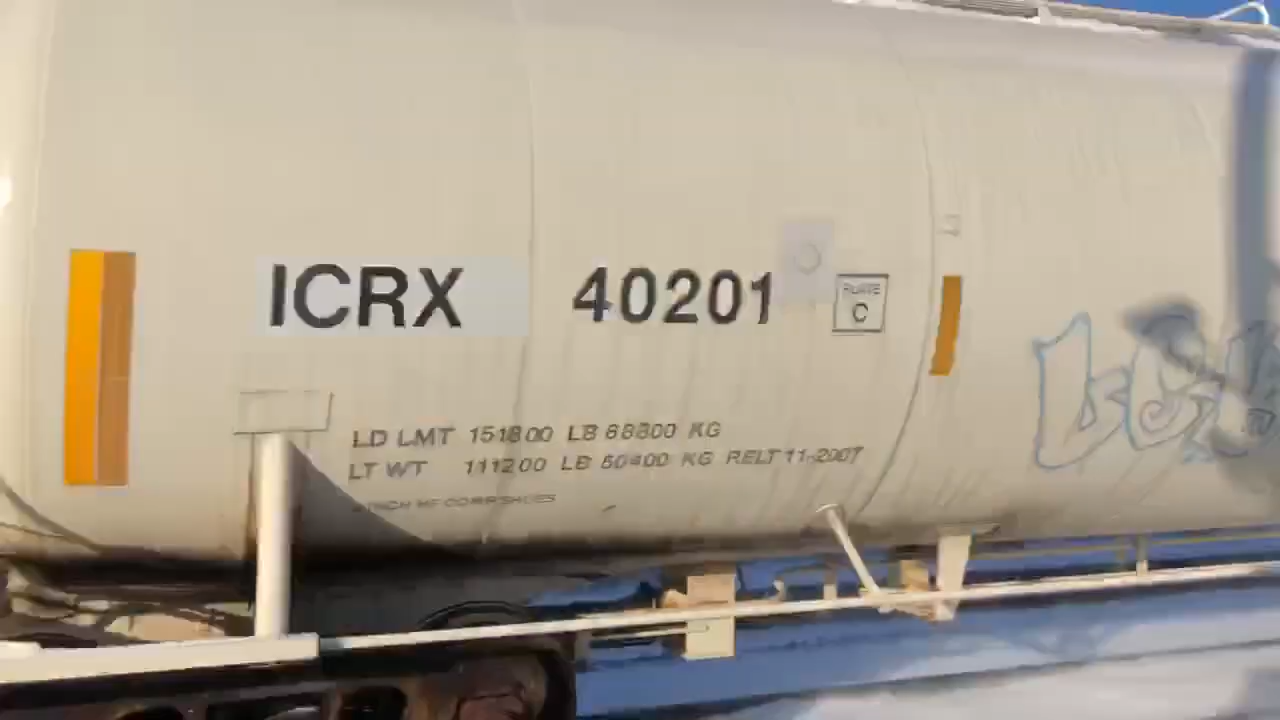 ICRX 40201
PLATE
C
LD LMT 151800 LB 68800 KG
LT WT 111200 LB 50400 KG RELT 11-2007